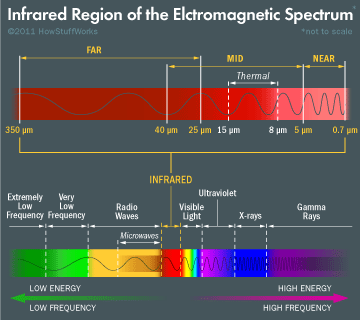 Infrared Region of the Elctromagnetic Spectrum*
©2011 HowStuffWorks *not to scale
FAR MID NEAR
Thermal
350 µm 40 µm 25 µm 15 µm 8 µm 5 µm 0.7 µm
INFRARED
Ultraviolet
Extremely Low Frequency
Very Low Frequency
Radio Waves
Microwaves
Visible Light
X-rays
Gamma Rays
LOW ENERGY HIGH ENERGY
LOW FREQUENCY HIGH FREQUENCY